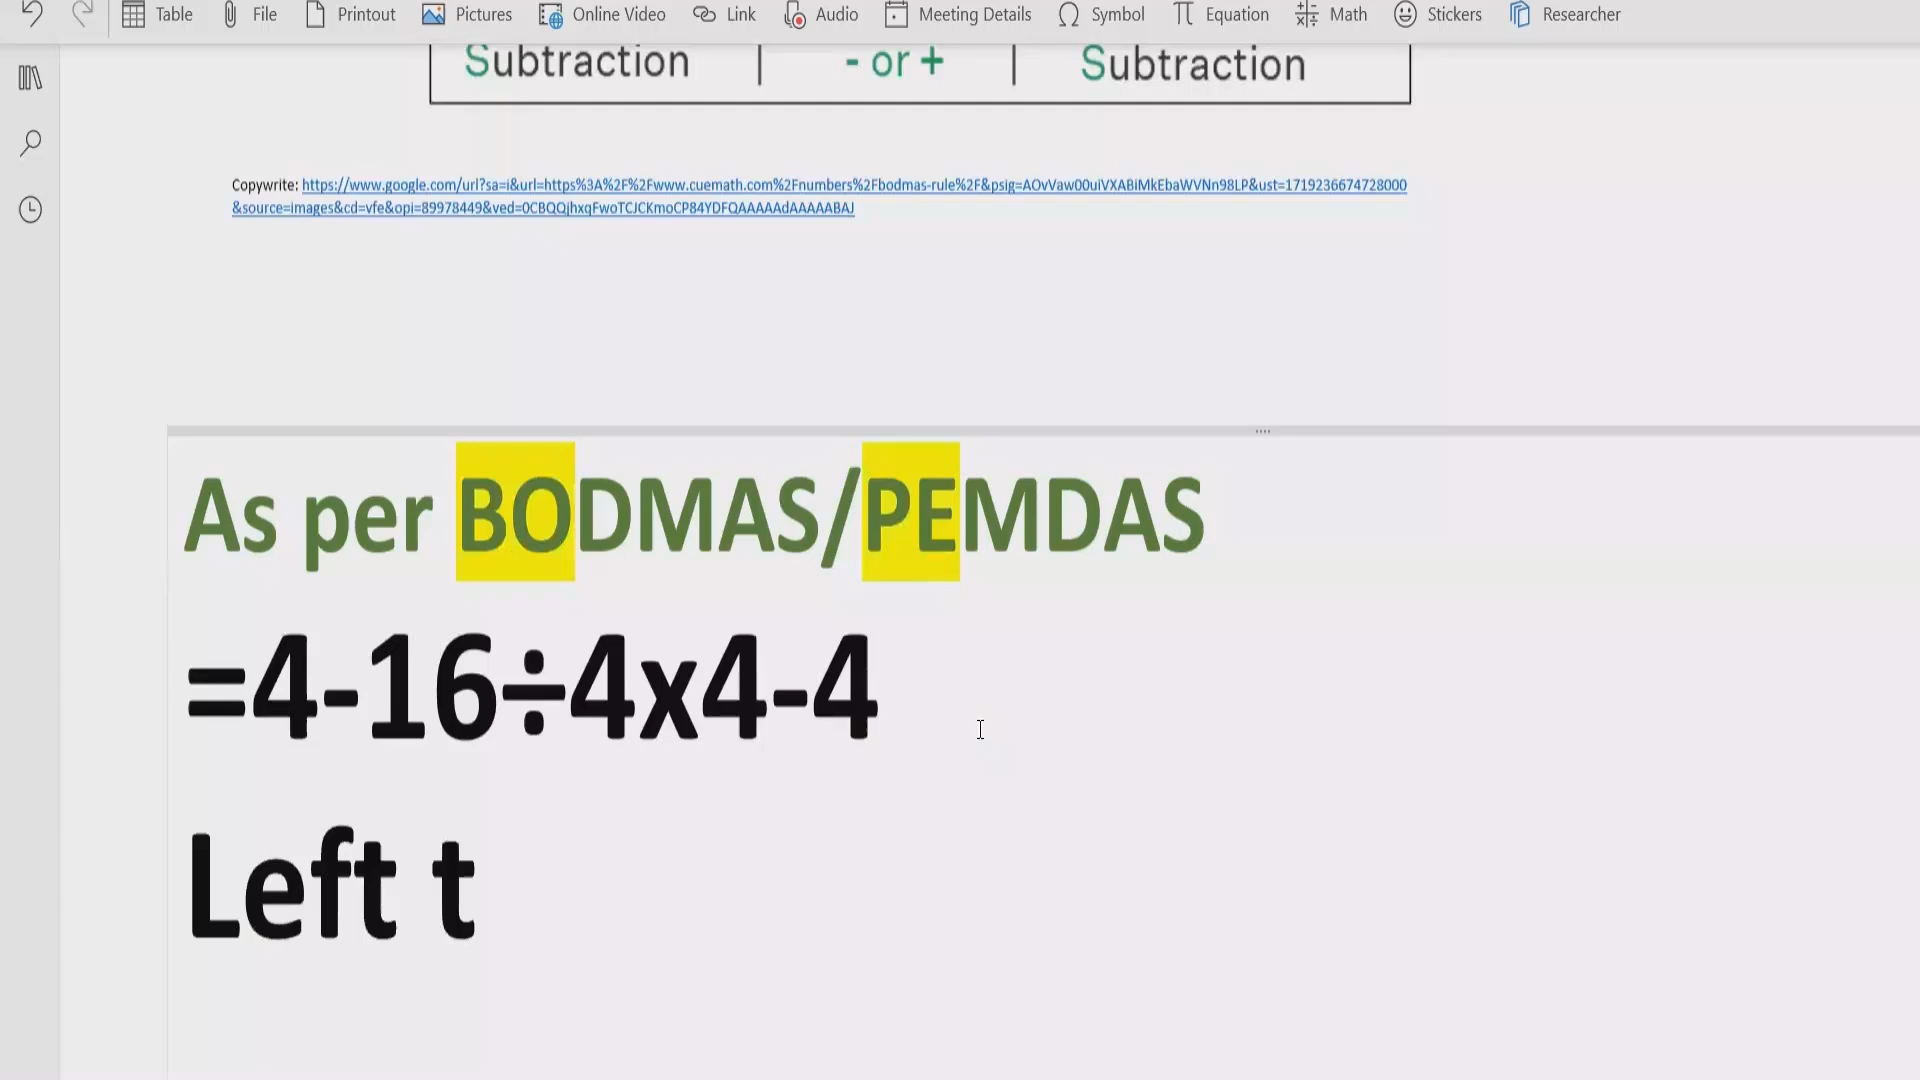 Table File Printout Pictures Online Video Link Audio Meeting Details Symbol Equation Math Stickers Researcher
Subtraction | - or + | Subtraction
Copywrite: https://www.google.com/url?sa=i&url=https%3A%2F%2Fwww.cuemath.com%2Fnumbers%2Fbodmas-rule%2F&psig=AOvVaw00uiVXABiMkEbaWVNn98LP&ust=1719236674728000
&source=images&cd=vfe&opi=89978449&ved=0CBQQjhxqFwoTCJCKmoCP84YDFQAAAAAdAAAAABAJ
As per BODMAS/PEMDAS
=4-16÷4x4-4
Left t